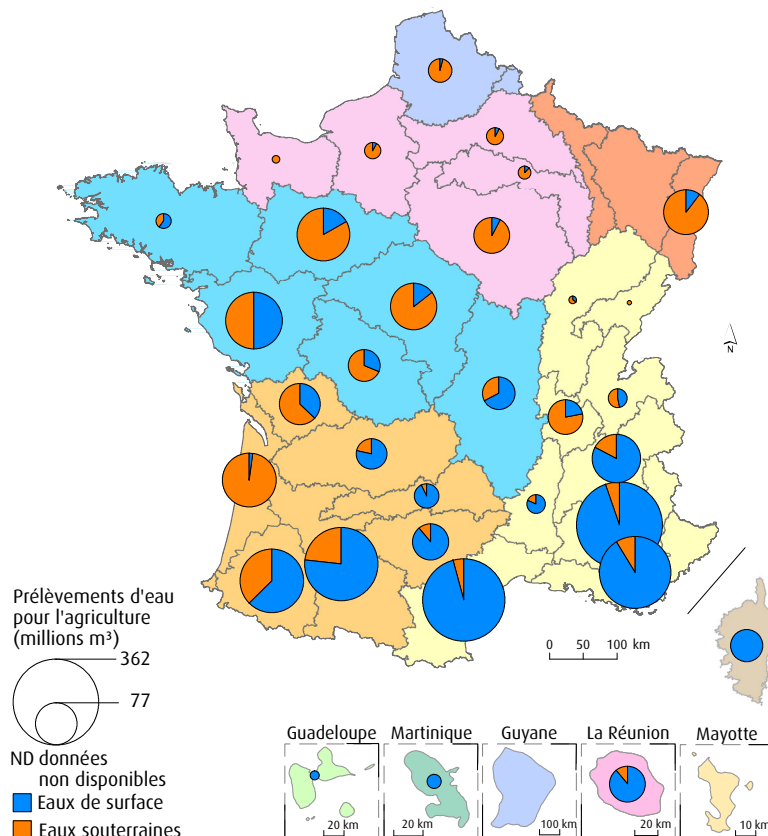 N
0 50 100 km
Prélèvements d'eau
pour l'agriculture
(millions m³)
362
77
ND données
non disponibles
Eaux de surface
Eaux souterraines
Guadeloupe
20 km
Martinique
20 km
Guyane
100 km
La Réunion
20 km
Mayotte
10 km